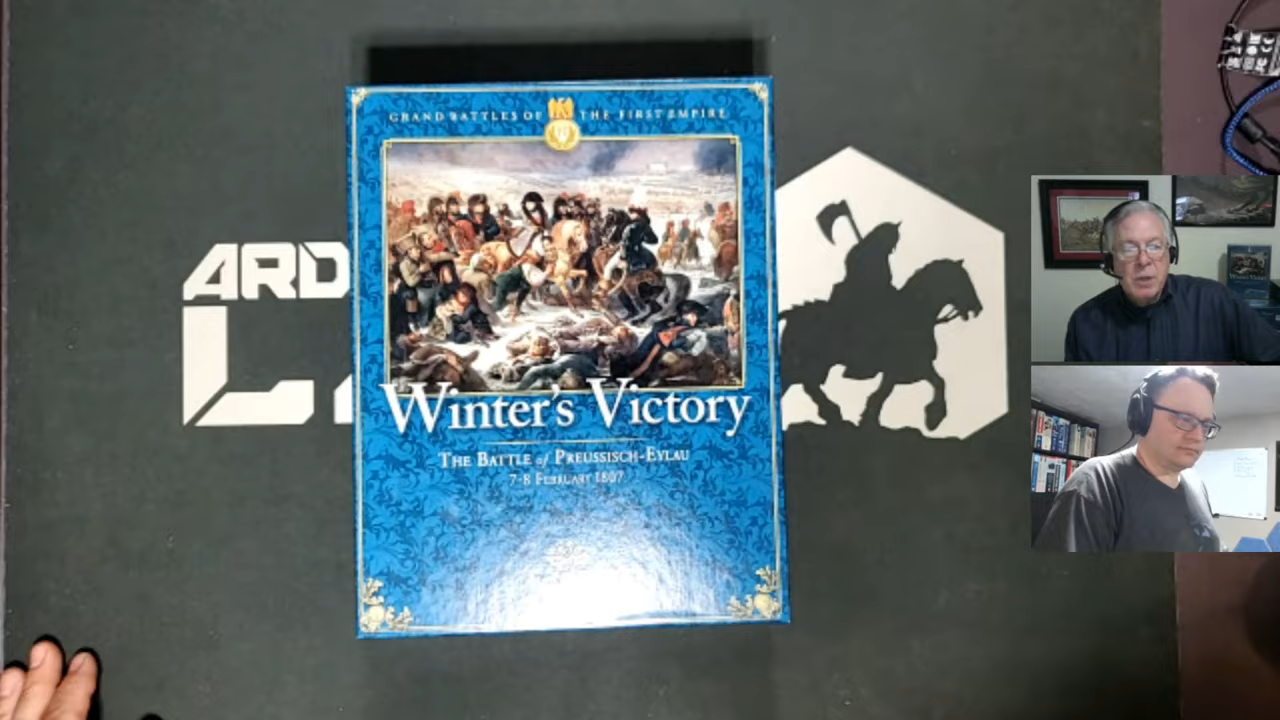 GRAND BATTLES OF THE FIRST EMPIRE
ARD
Winter's Victory
THE BATTLE of PREUSSISCH-EYLAU
7-8 FEBRUARY 1807